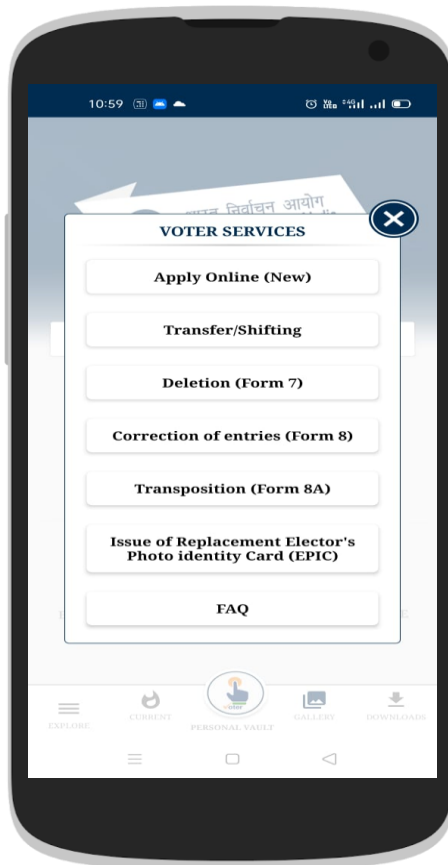 10:59
4G
भारत निर्वाचन आयोग
VOTER SERVICES
Apply Online (New)
Transfer/Shifting
Deletion (Form 7)
Correction of entries (Form 8)
Transposition (Form 8A)
Issue of Replacement Elector's
Photo identity Card (EPIC)
FAQ
VOTER
EXPLORE
CURRENT
PERSONAL VAULT
GALLERY
DOWNLOADS